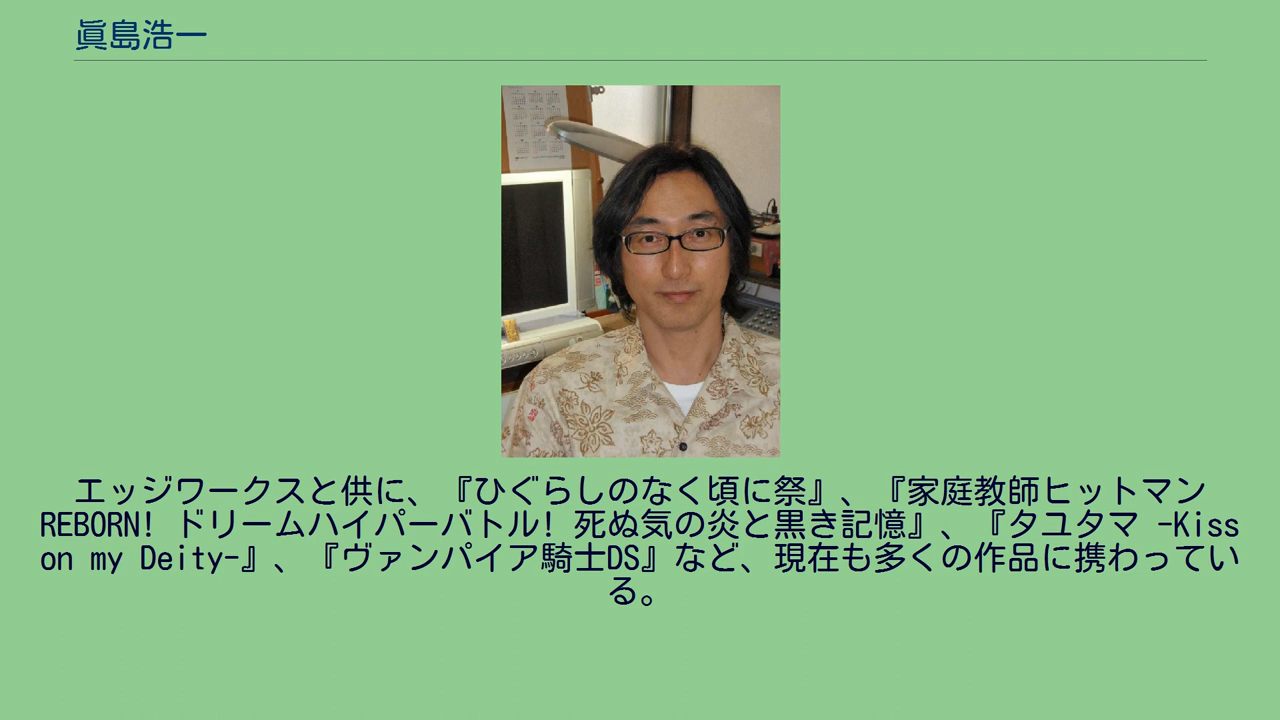 眞島浩一
エッジワークスと供に、『ひぐらしのなく頃に祭』、『家庭教師ヒットマン
REBORN! ドリームハイパーバトル! 死ぬ気の炎と黒き記憶』、『タユタマ -Kiss
on my Deity-』、『ヴァンパイア騎士DS』など、現在も多くの作品に携わってい
る。